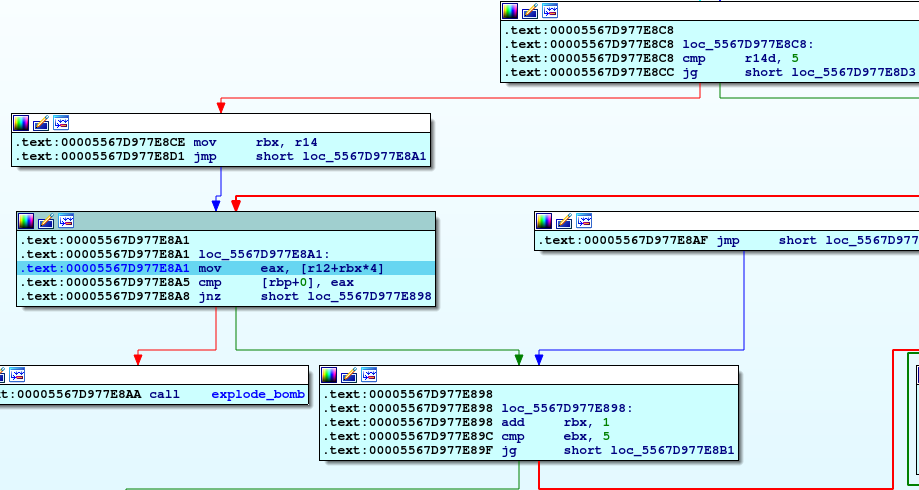 .text:00005567D977E8C8
.text:00005567D977E8C8 loc_5567D977E8C8:
.text:00005567D977E8C8 cmp r14d, 5
.text:00005567D977E8CC jg short loc_5567D977E8D3
.text:00005567D977E8CE mov rbx, r14
.text:00005567D977E8D1 jmp short loc_5567D977E8A1
.text:00005567D977E8A1
.text:00005567D977E8A1 loc_5567D977E8A1:
.text:00005567D977E8A1 mov eax, [r12+rbx*4]
.text:00005567D977E8A5 cmp [rbp+0], eax
.text:00005567D977E8A8 jnz short loc_5567D977E898
.text:00005567D977E8AF jmp short loc_5567D977
xt:00005567D977E8AA call explode_bomb
.text:00005567D977E898
.text:00005567D977E898 loc_5567D977E898:
.text:00005567D977E898 add rbx, 1
.text:00005567D977E89C cmp ebx, 5
.text:00005567D977E89F jg short loc_5567D977E8B1